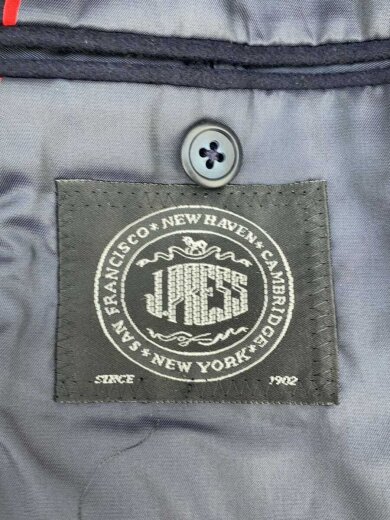 SAN FRANCISCO * NEW HAVEN * CAMBRIDGE * NEW YORK *
J. PRESS
SINCE 1902